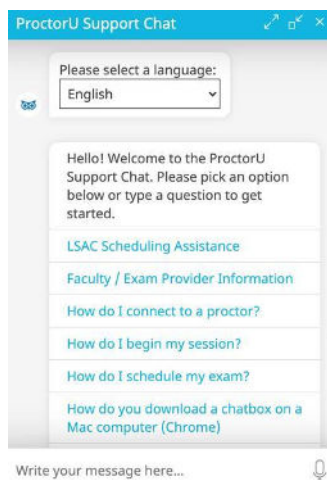 ProctorU Support Chat
Please select a language:
English
Hello! Welcome to the ProctorU
Support Chat. Please pick an option
below or type a question to get
started.
LSAC Scheduling Assistance
Faculty / Exam Provider Information
How do I connect to a proctor?
How do I begin my session?
How do I schedule my exam?
How do you download a chatbox on a
Mac computer (Chrome)
Write your message here...